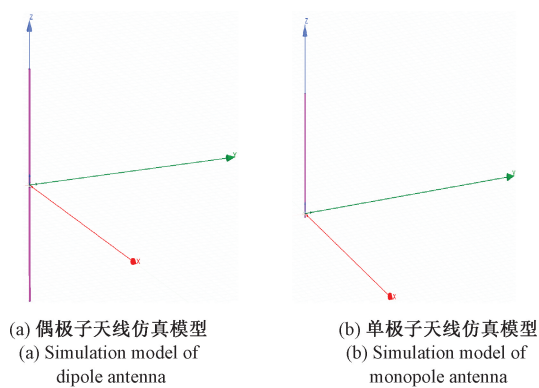 Z
Y
X
(a) 偶极子天线仿真模型
(a) Simulation model of
dipole antenna
Z
Y
X
(b) 单极子天线仿真模型
(b) Simulation model of
monopole antenna